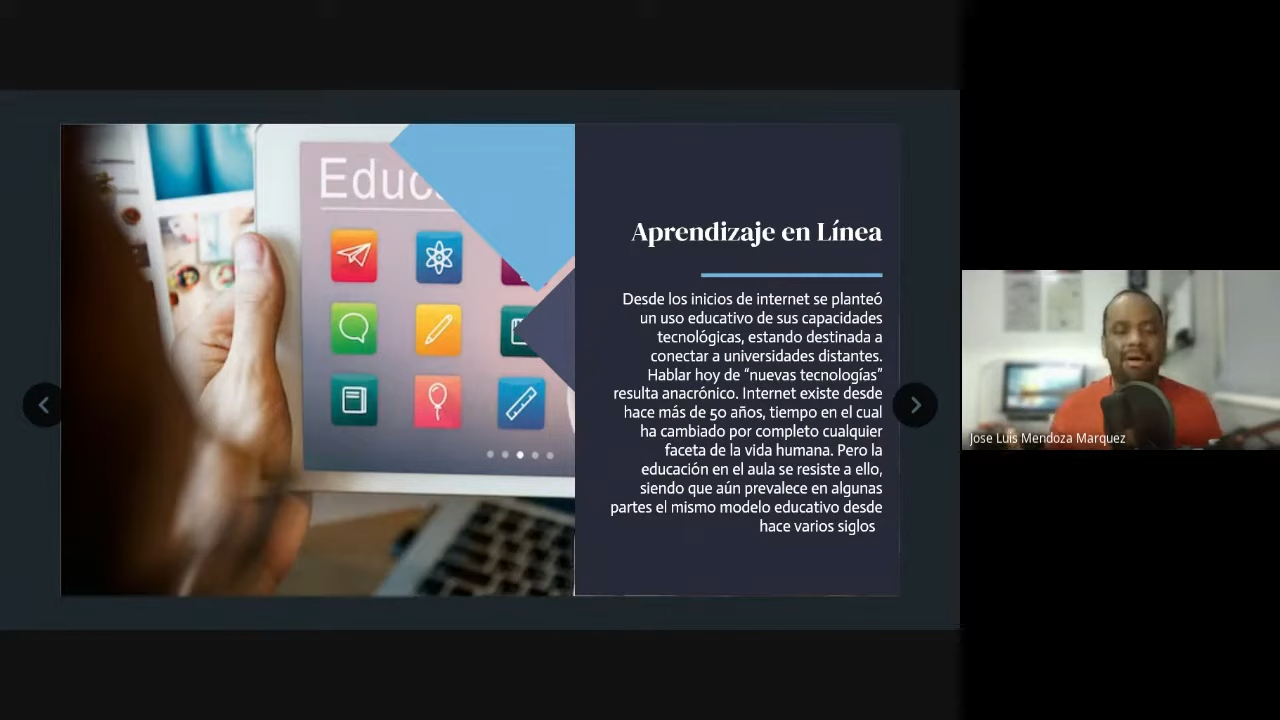 Educ
Aprendizaje en Línea
Desde los inicios de internet se planteó
un uso educativo de sus capacidades
tecnológicas, estando destinada a
conectar a universidades distantes.
Hablar hoy de “nuevas tecnologías”
resulta anacrónico. Internet existe desde
hace más de 50 años, tiempo en el cual
ha cambiado por completo cualquier
faceta de la vida humana. Pero la
educación en el aula se resiste a ello,
siendo que aún prevalece en algunas
partes el mismo modelo educativo desde
hace varios siglos
Jose Luis Mendoza Marquez